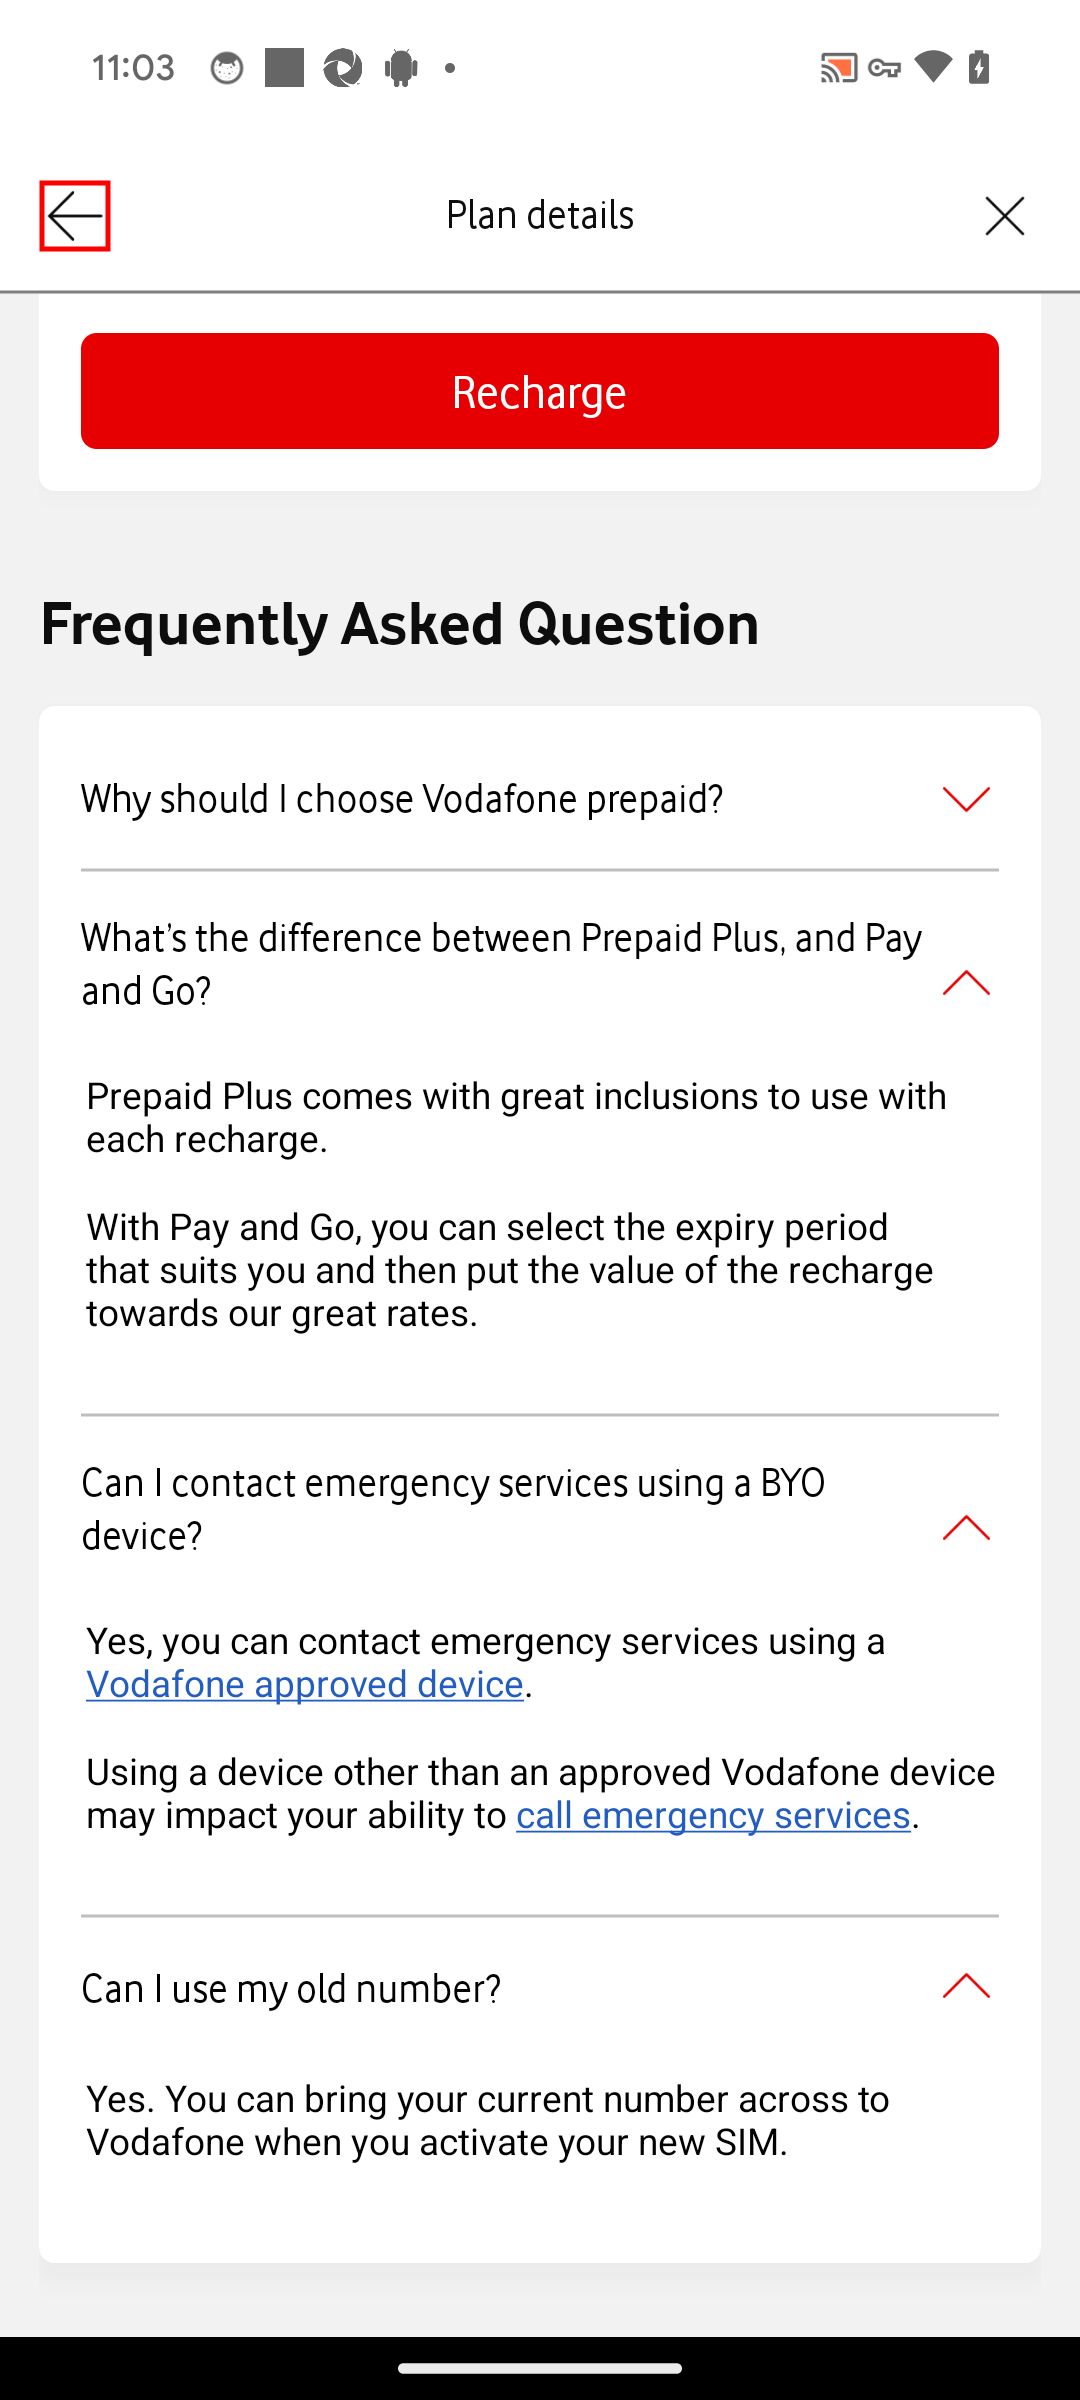 11:03
Plan details
Recharge
Frequently Asked Question
Why should I choose Vodafone prepaid?
What's the difference between Prepaid Plus, and Pay
and Go?
Prepaid Plus comes with great inclusions to use with
each recharge.
With Pay and Go, you can select the expiry period
that suits you and then put the value of the recharge
towards our great rates.
Can I contact emergency services using a BYO
device?
Yes, you can contact emergency services using a
Vodafone approved device.
Using a device other than an approved Vodafone device
may impact your ability to call emergency services.
Can I use my old number?
Yes. You can bring your current number across to
Vodafone when you activate your new SIM.